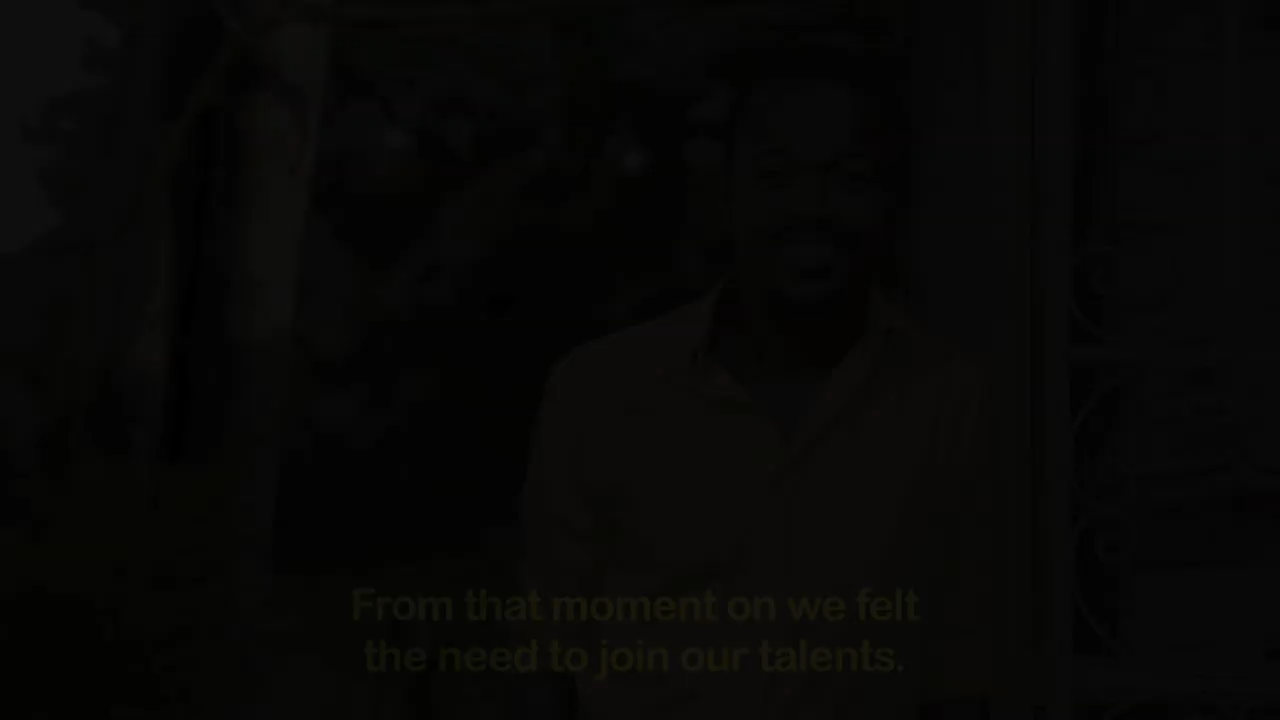 From that moment on we felt
the need to join our talents.